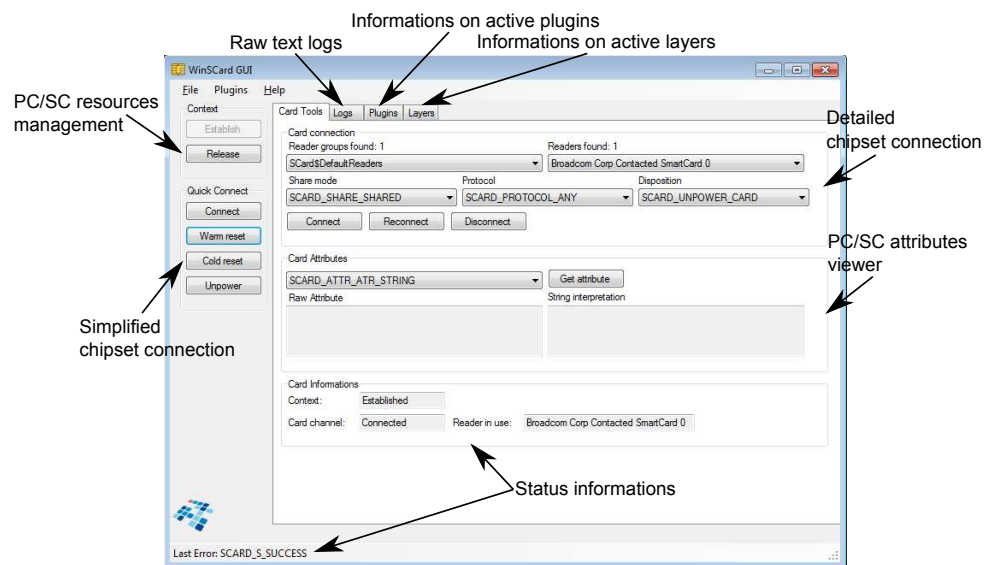 Informations on active plugins
Raw text logs
Informations on active layers
WinSCard GUI
File Plugins Help
PC/SC resources
management
Context
Establish
Release
Quick Connect
Connect
Warm reset
Cold reset
Unpower
Simplified
chipset connection
Card Tools Logs Plugins Layers
Card connection
Reader groups found: 1 Readers found: 1
SCard$DefaultReaders Broadcom Corp Contacted SmartCard 0
Share mode Protocol Disposition
SCARD_SHARE_SHARED SCARD_PROTOCOL_ANY SCARD_UNPOWER_CARD
Connect Reconnect Disconnect
Detailed
chipset connection
Card Attributes
SCARD_ATTR_ATR_STRING Get attribute
Raw Attribute String interpretation
PC/SC attributes
viewer
Card Informations
Context: Established
Card channel: Connected Reader in use: Broadcom Corp Contacted SmartCard 0
Status informations
Last Error: SCARD_S_SUCCESS